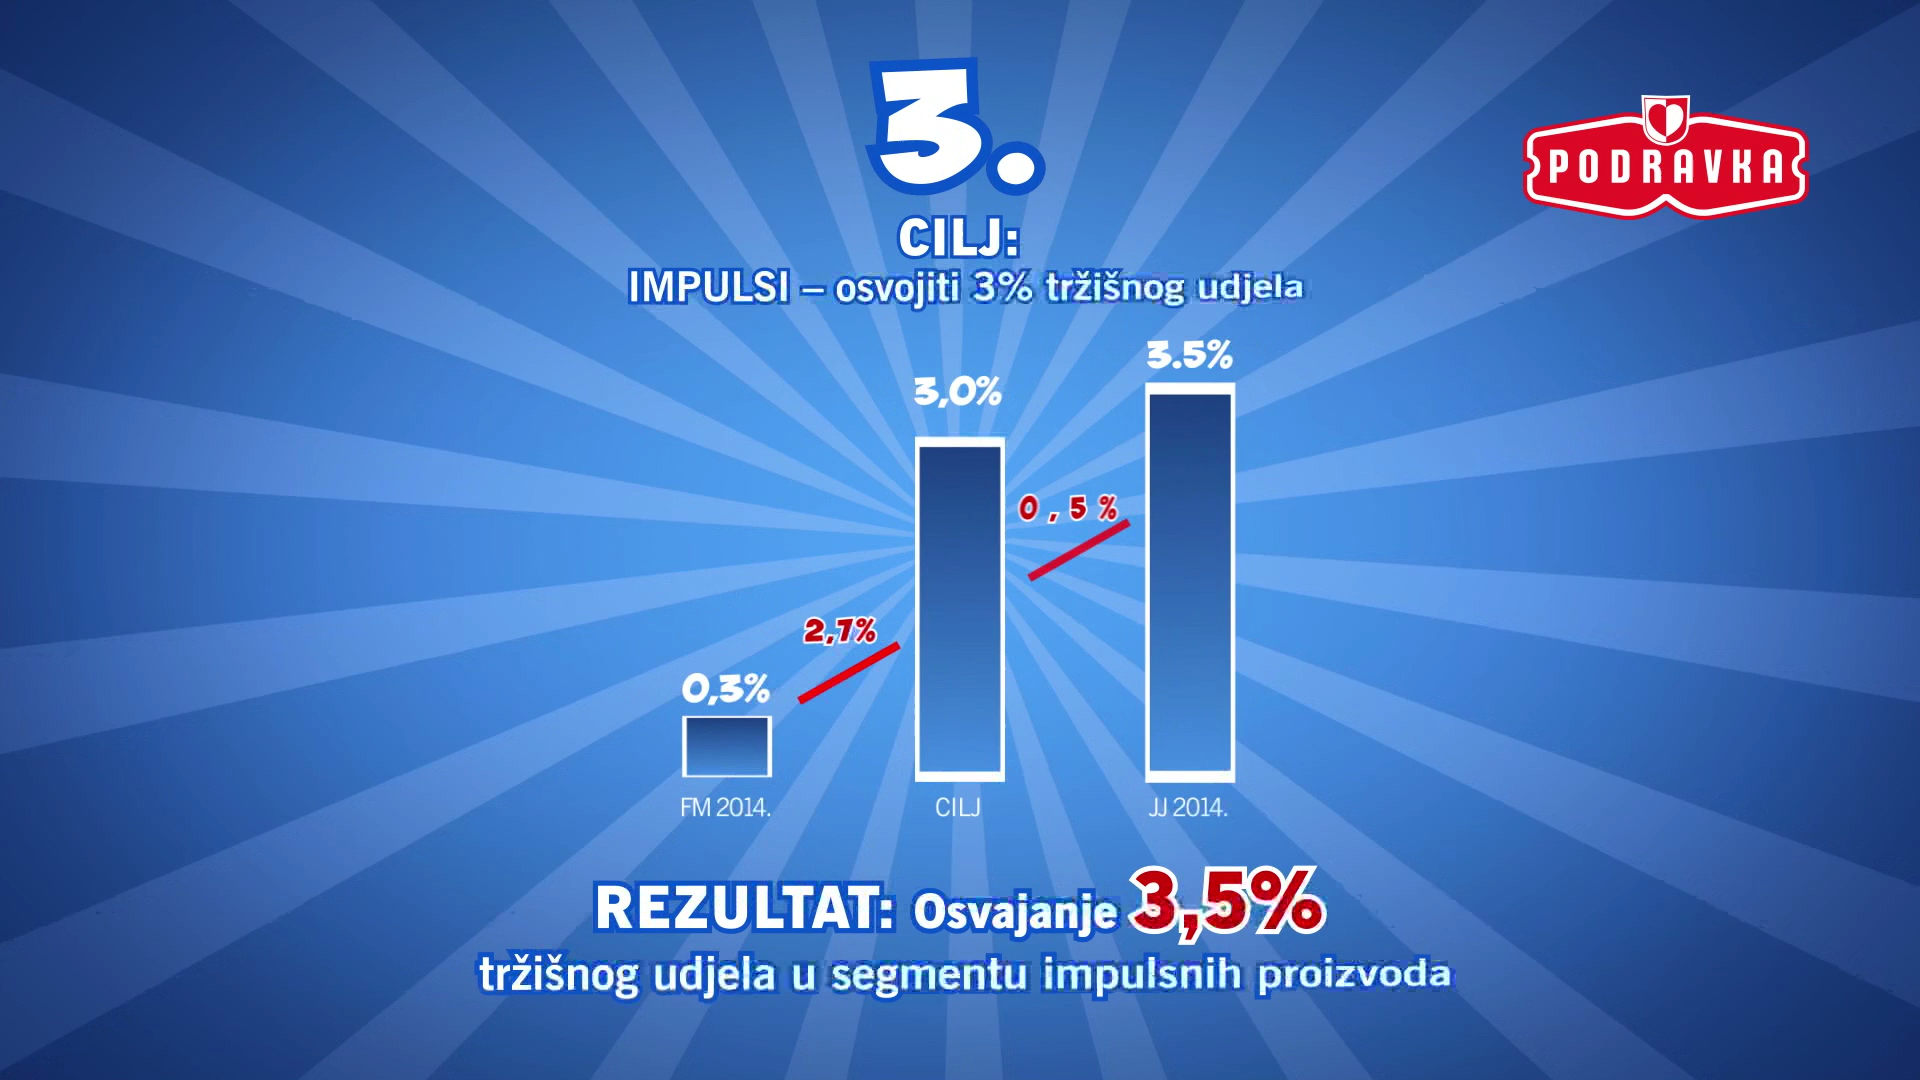 3.
PODRAVKA
CILJ:
IMPULSI – osvojiti 3% tržišnog udjela
3.5%
3,0%
0,5%
2,7%
0,3%
FM 2014.
CILJ
JJ 2014.
REZULTAT: Osvajanje 3,5%
tržišnog udjela u segmentu impulsnih proizvoda